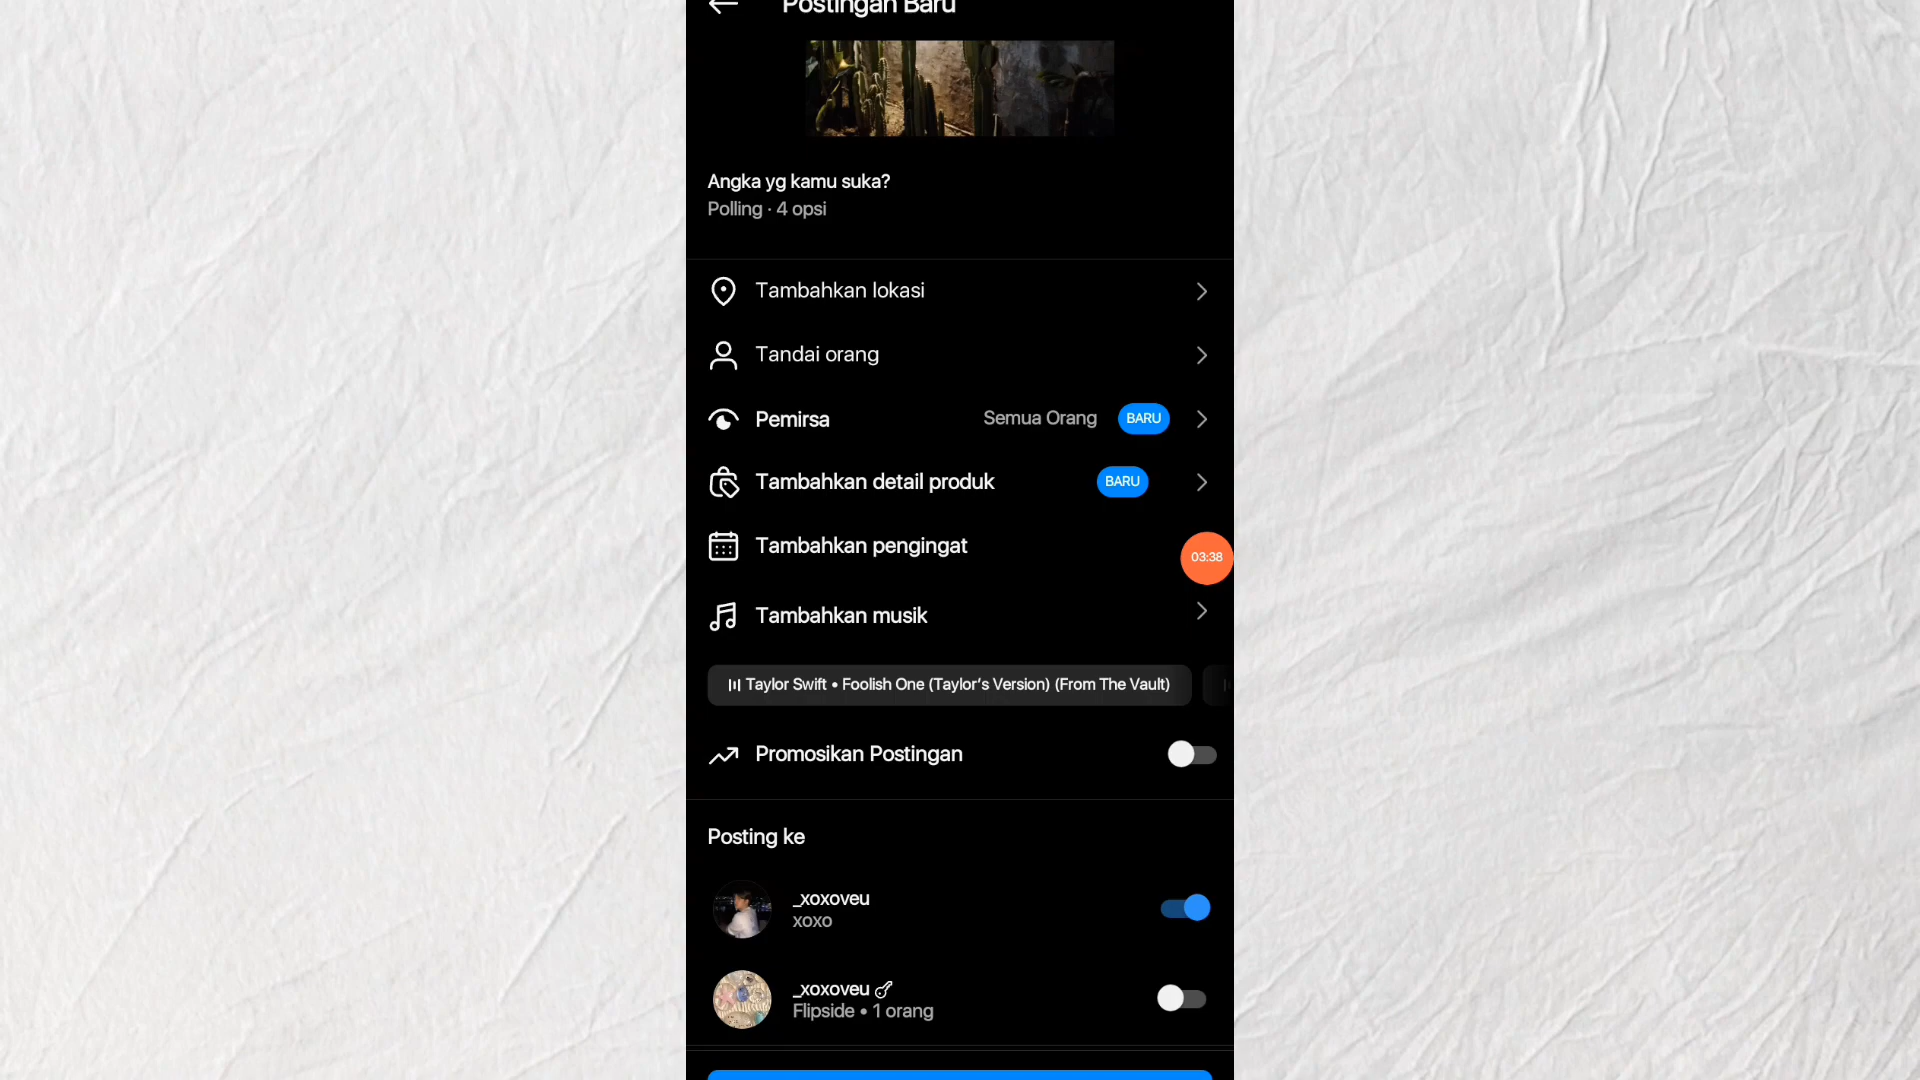 Postingan Baru
Angka yg kamu suka?
Polling · 4 opsi
Tambahkan lokasi
Tandai orang
Pemirsa Semua Orang BARU
Tambahkan detail produk BARU
Tambahkan pengingat
03:38
Tambahkan musik
Taylor Swift • Foolish One (Taylor's Version) (From The Vault)
Promosikan Postingan
Posting ke
_xoxoveu
xoxo
_xoxoveu
Flipside • 1 orang